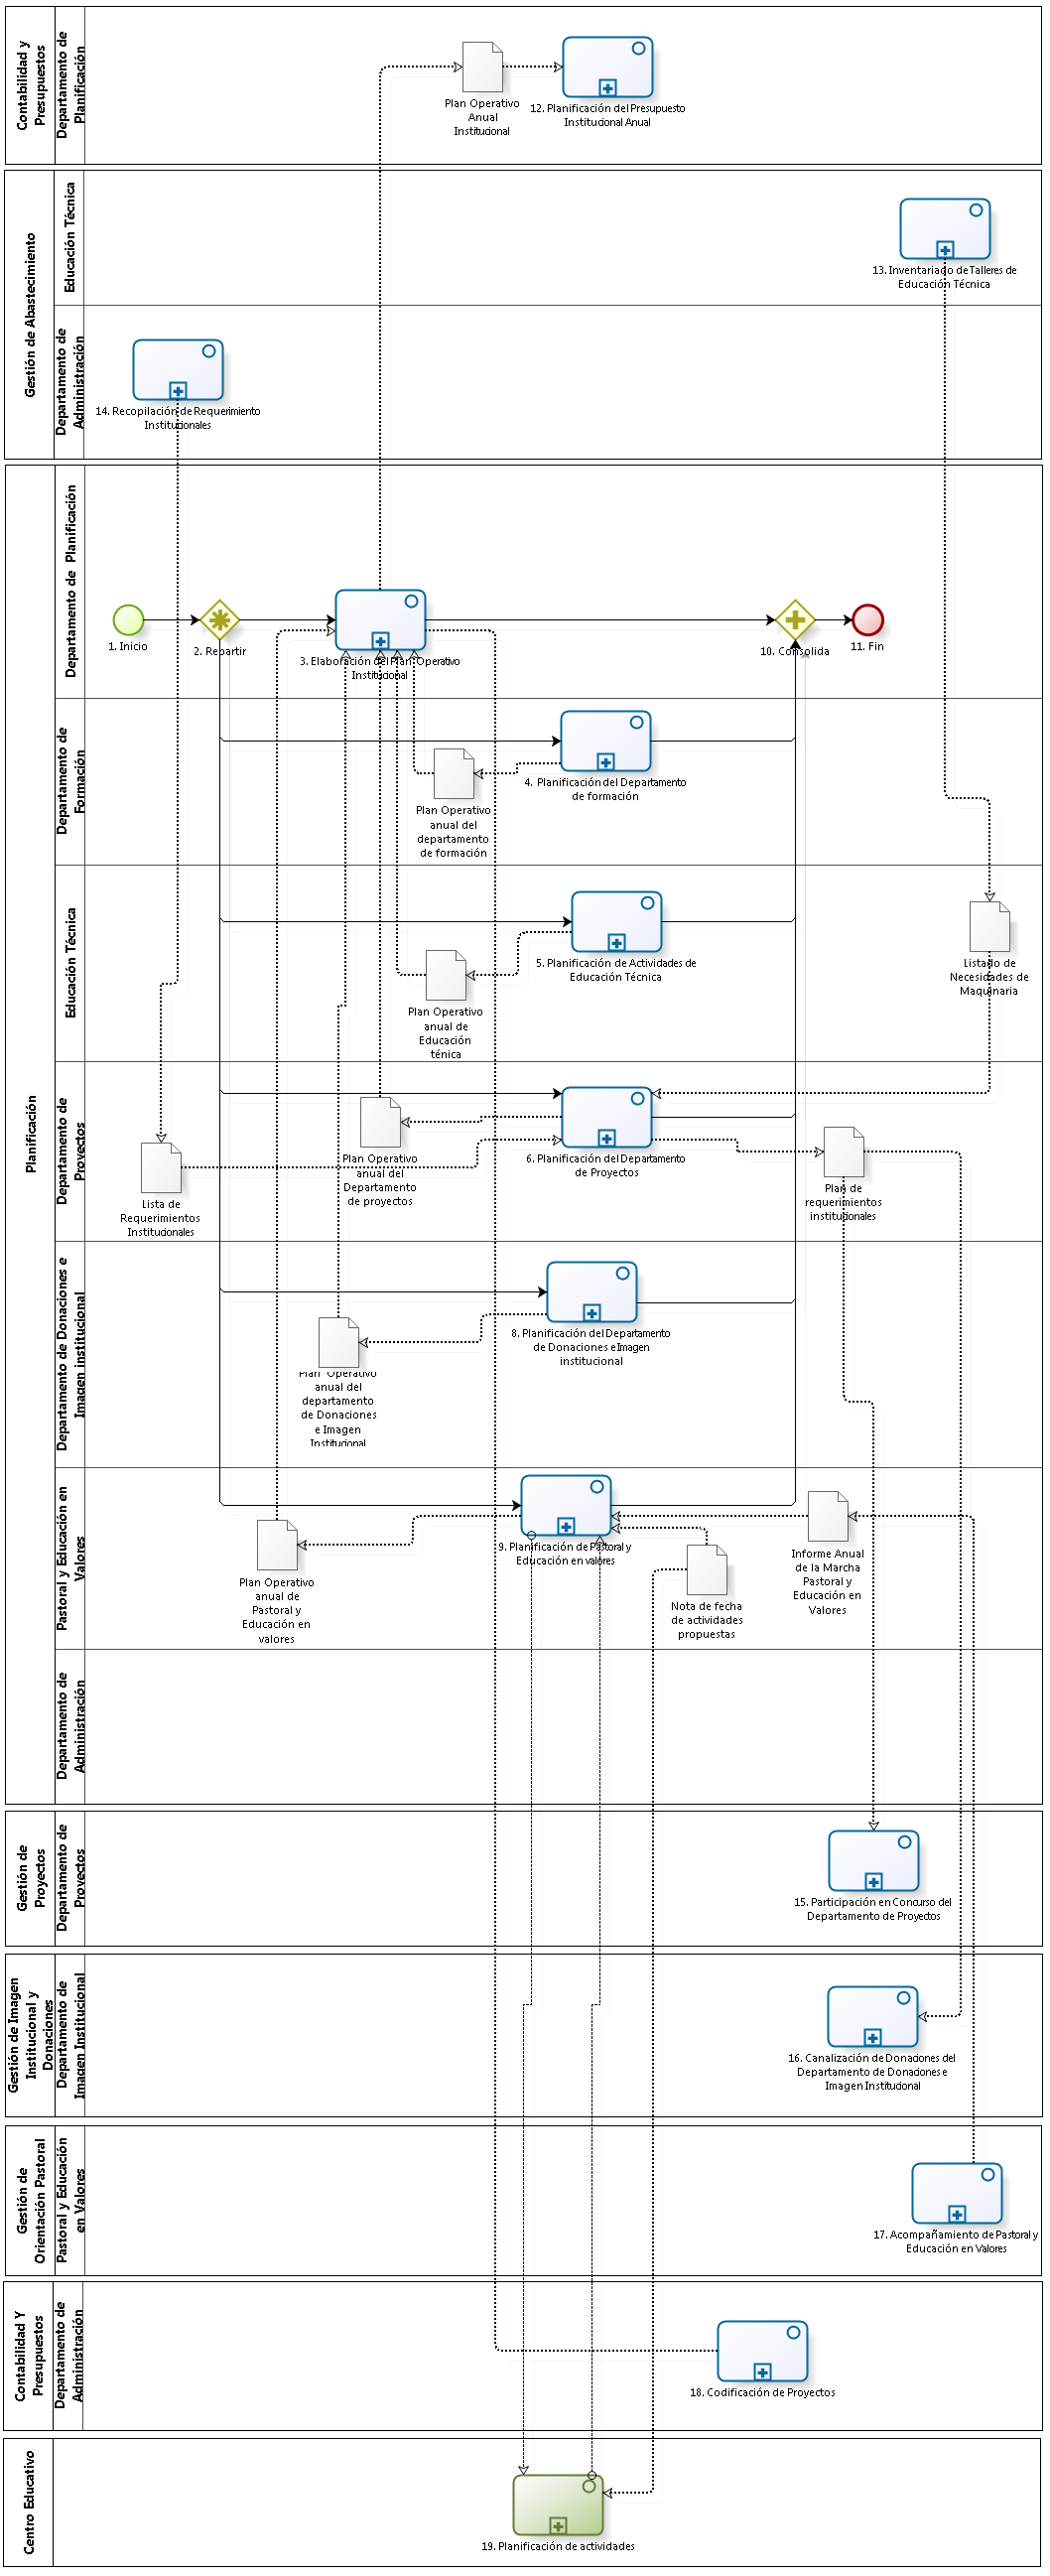 Contabilidad y
Presupuestos
Departamento de
Planificación
Plan Operativo
Anual
Institucional
12. Planificación del Presupuesto
Institucional Anual
Gestión de Abastecimiento
Educación Técnica
13. Inventariado de Talleres de
Educación Técnica
Departamento de
Administración
14. Recopilación de Requerimiento
Institucionales
Planificación
Departamento de Planificación
1. Inicio
2. Repartir
3. Elaboración del Plan Operativo
Institucional
10. Consolida
11. Fin
Departamento de
Formación
4. Planificación del Departamento
de formación
Plan Operativo
anual del
departamento
de formación
Educación Técnica
5. Planificación de Actividades de
Educación Técnica
Plan Operativo
anual de
Educación
ténica
Listado de
Necesidades de
Maquinaria
Departamento de
Proyectos
6. Planificación del Departamento
de Proyectos
Plan Operativo
anual del
Departamento
de proyectos
Lista de
Requerimientos
Institucionales
Plan de
requerimientos
institucionales
Departamento de Donaciones e
Imagen institucional
8. Planificación del Departamento
de Donaciones e Imagen
institucional
Plan Operativo
anual del
departamento
de Donaciones
e Imagen
Institucional
Pastoral y Educación en
Valores
9. Planificación de Pastoral y
Educación en valores
Plan Operativo
anual de
Pastoral y
Educación en
valores
Nota de fecha
de actividades
propuestas
Informe Anual
de la Marcha
Pastoral y
Educación en
Valores
Departamento de
Administración
Gestión de
Proyectos
Departamento de
Proyectos
15. Participación en Concurso del
Departamento de Proyectos
Gestión de Imagen
Institucional y
Donaciones
Departamento de
Imagen Institucional
16. Canalización de Donaciones del
Departamento de Donaciones e
Imagen Institucional
Gestión de
Orientación Pastoral
Pastoral y Educación
en Valores
17. Acompañamiento de Pastoral y
Educación en Valores
Contabilidad Y
Presupuestos
Departamento de
Administración
18. Codificación de Proyectos
Centro Educativo
19. Planificación de actividades